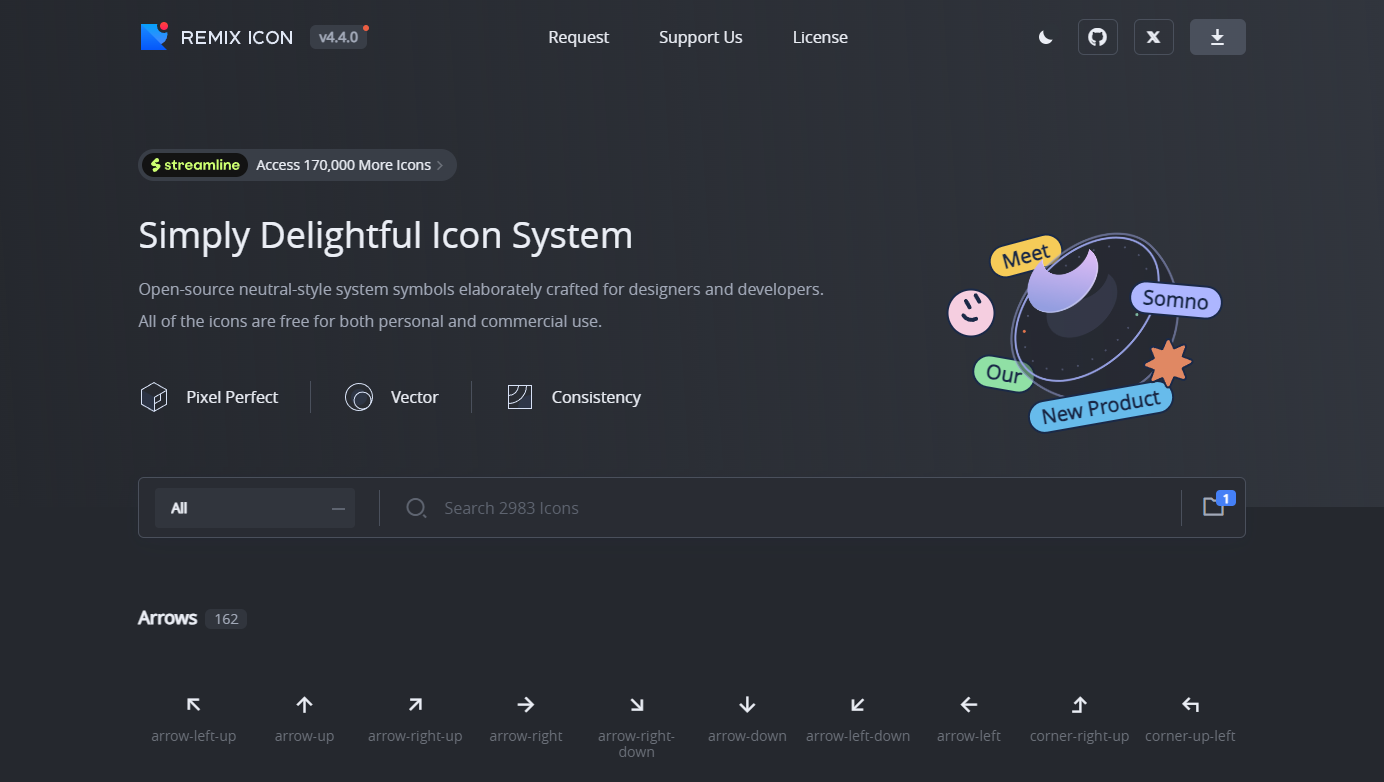 REMIX ICON v4.4.0 Request Support Us License
streamline Access 170,000 More Icons
Simply Delightful Icon System
Open-source neutral-style system symbols elaborately crafted for designers and developers.
All of the icons are free for both personal and commercial use.
Pixel Perfect Vector Consistency
Meet
Somno
Our
New Product
All Search 2983 Icons 1
Arrows 162
arrow-left-up arrow-up arrow-right-up arrow-right arrow-right- arrow-down arrow-left-down arrow-left corner-right-up corner-up-left
down